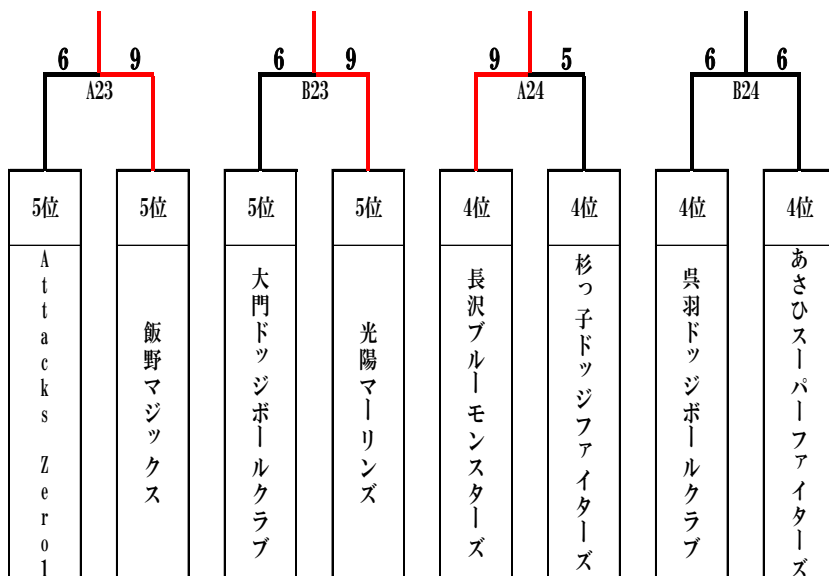 6 9 6 9 9 5 6 6
A23 B23 A24 B24
5位 5位 5位 5位 4位 4位 4位 4位
Attacks Zero1
飯野マジックス
大門ドッジボールクラブ
光陽マーリンズ
長沢ブルーモンスターズ
杉っ子ドッジファイターズ
呉羽ドッジボールクラブ
あさひスーパーファイターズ